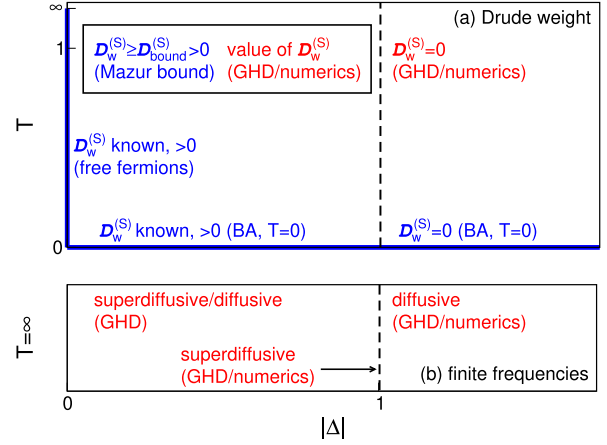 ∞
(a) Drude weight
1
D_w^(S)≥D_bound^(S)>0
(Mazur bound)
value of D_w^(S)
(GHD/numerics)
D_w^(S)=0
(GHD/numerics)
T
D_w^(S) known, >0
(free fermions)
D_w^(S) known, >0 (BA, T=0)
D_w^(S)=0 (BA, T=0)
0
superdiffusive/diffusive
(GHD)
diffusive
(GHD/numerics)
T=∞
superdiffusive
(GHD/numerics)
(b) finite frequencies
0
1
|Δ|